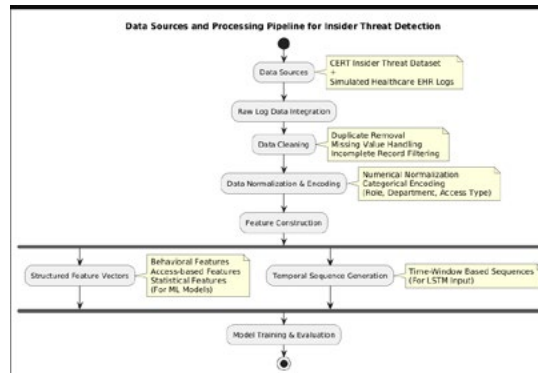 Data Sources and Processing Pipeline for Insider Threat Detection
Data Sources
CERT Insider Threat Dataset
+
Simulated Healthcare EHR Logs
Raw Log Data Integration
Data Cleaning
Duplicate Removal
Missing Value Handling
Incomplete Record Filtering
Data Normalization & Encoding
Numerical Normalization
Categorical Encoding
(Role, Department, Access Type)
Feature Construction
Structured Feature Vectors
Behavioral Features
Access-based Features
Statistical Features
(For ML Models)
Temporal Sequence Generation
Time-Window Based Sequences
(For LSTM Input)
Model Training & Evaluation